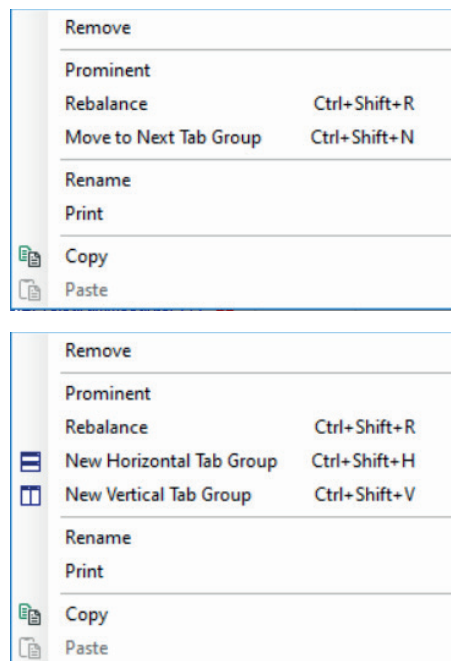 Remove
Prominent
Rebalance Ctrl+Shift+R
Move to Next Tab Group Ctrl+Shift+N
Rename
Print
Copy
Paste
Remove
Prominent
Rebalance Ctrl+Shift+R
New Horizontal Tab Group Ctrl+Shift+H
New Vertical Tab Group Ctrl+Shift+V
Rename
Print
Copy
Paste